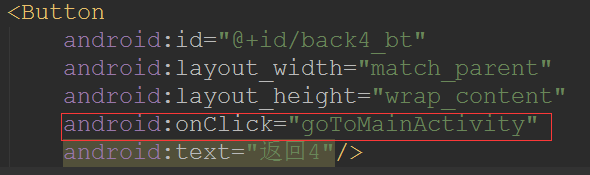 <Button
android:id="@+id/back4_bt"
android:layout_width="match_parent"
android:layout_height="wrap_content"
android:onClick="goToMainActivity"
android:text="返回4"/>